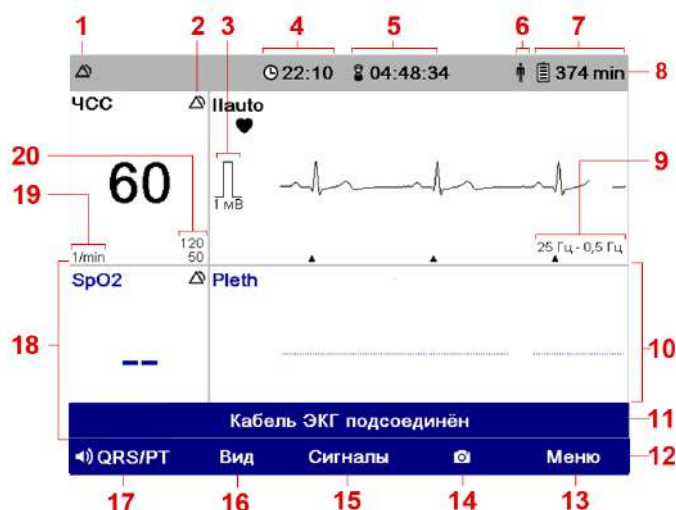 1 2 3 4 5 6 7
22:10 04:48:34 374 min 8
ЧСС IIauto
20 60 1 мВ 9
19
120
1/min 50 25 Гц - 0,5 Гц
SpO2 Pleth
18 -- 10
Кабель ЭКГ подсоединён 11
QRS/PT Вид Сигналы Меню 12
17 16 15 14 13